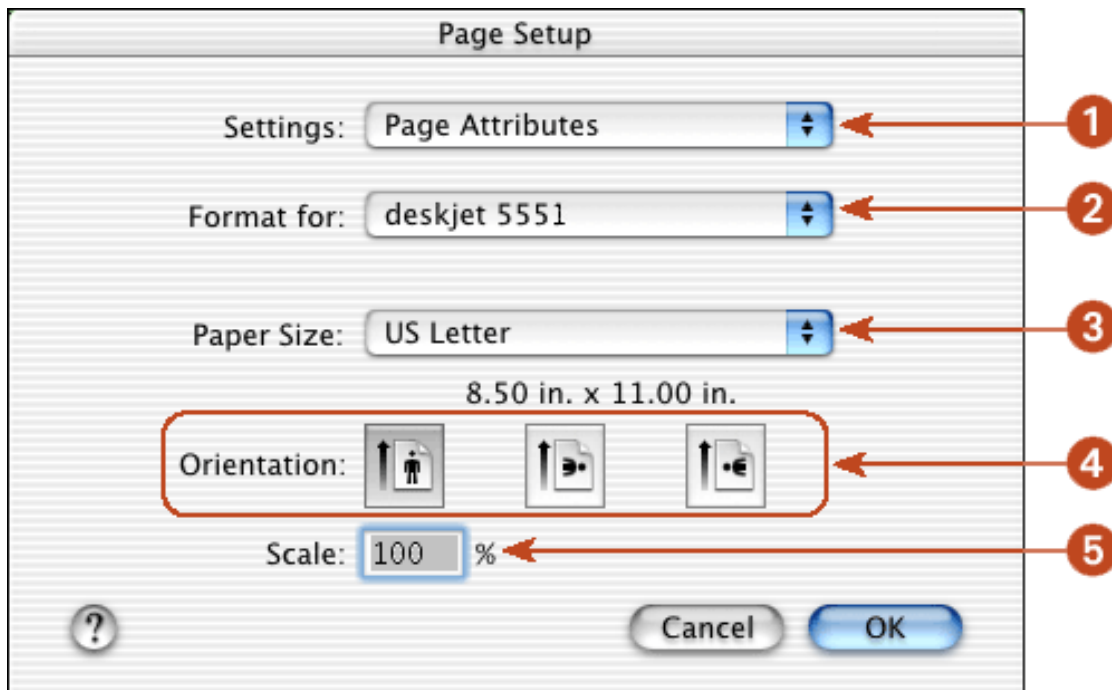 Page Setup
Settings: Page Attributes 1
Format for: deskjet 5551 2
Paper Size: US Letter 3
8.50 in. x 11.00 in.
Orientation: 4
Scale: 100 % 5
? Cancel OK